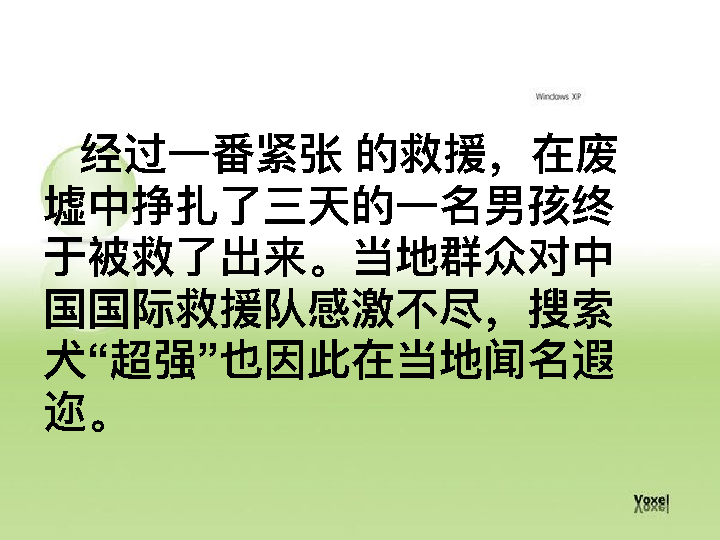 Windows XP
经过一番紧张 的救援，在废
墟中挣扎了三天的一名男孩终
于被救了出来。当地群众对中
国国际救援队感激不尽，搜索
犬“超强”也因此在当地闻名遐
迩。
Voxel